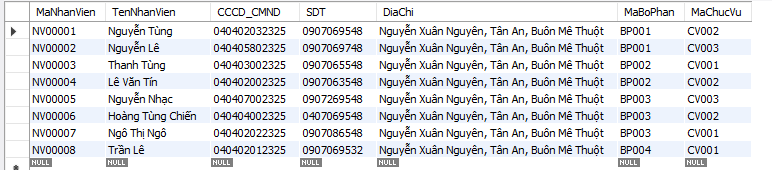 MaNhanVien TenNhanVien CCCD_CMND SDT DiaChi MaBoPhan MaChucVu
NV00001 Nguyễn Tùng 040402032325 0907069548 Nguyễn Xuân Nguyên, Tân An, Buôn Mê Thuột BP001 CV002
NV00002 Nguyễn Lê 040405802329 0906069748 Nguyễn Xuân Nguyên, Tân An, Buôn Mê Thuột BP001 CV003
NV00003 Thanh Tùng 040403002325 0907065548 Nguyễn Xuân Nguyên, Tân An, Buôn Mê Thuột BP002 CV001
NV00004 Lê Văn Tín 040402002325 0907063548 Nguyễn Xuân Nguyên, Tân An, Buôn Mê Thuột BP002 CV002
NV00005 Nguyễn Nhạc 040407002325 0907269548 Nguyễn Xuân Nguyên, Tân An, Buôn Mê Thuột BP003 CV003
NV00006 Hoàng Tùng Chiến 040402002325 0407069548 Nguyễn Xuân Nguyên, Tân An, Buôn Mê Thuột BP003 CV002
NV00007 Ngô Thị Ngô 040402022325 0907086548 Nguyễn Xuân Nguyên, Tân An, Buôn Mê Thuột BP003 CV001
NV00008 Trần Lê 040402012325 0907069532 Nguyễn Xuân Nguyên, Tân An, Buôn Mê Thuột BP004 CV001
NULL NULL NULL NULL NULL NULL NULL